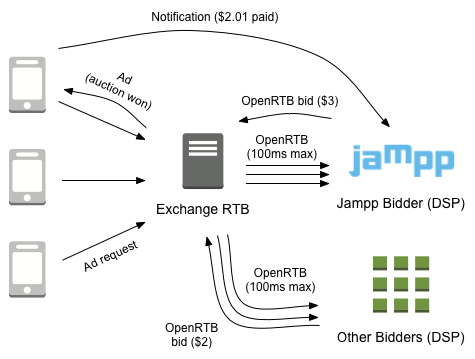 Notification ($2.01 paid)
Ad
(auction won)
OpenRTB bid ($3)
OpenRTB
(100ms max)
jampp
Exchange RTB
Jampp Bidder (DSP)
Ad request
OpenRTB
(100ms max)
OpenRTB
bid ($2)
Other Bidders (DSP)